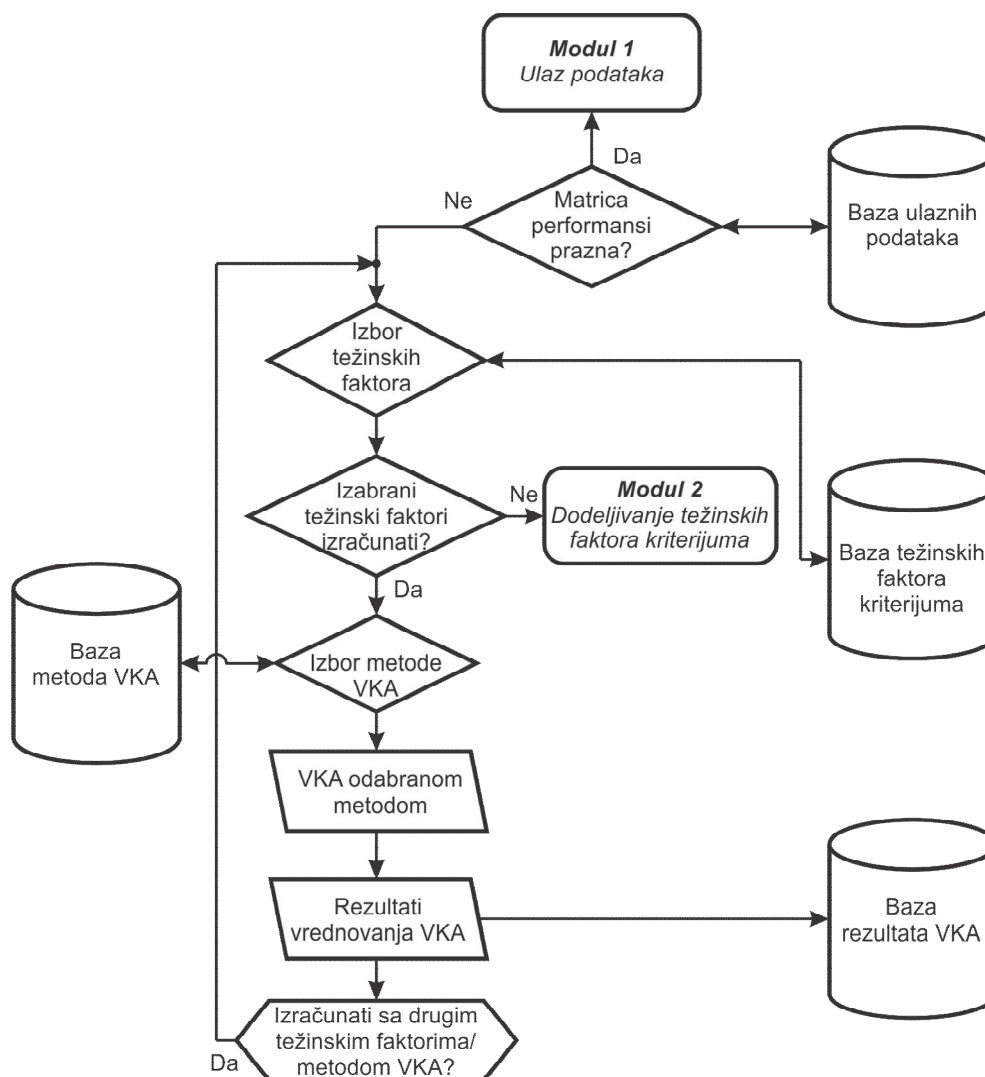 Modul 1
Ulaz podataka
Da
Ne
Matrica
performansi
prazna?
Baza ulaznih
podataka
Izbor
težinskih
faktora
Izabrani
težinski faktori
izračunati?
Ne
Modul 2
Dodeljivanje težinskih
faktora kriterijuma
Baza težinskih
faktora
kriterijuma
Da
Baza
metoda VKA
Izbor metode
VKA
VKA odabranom
metodom
Rezultati
vrednovanja VKA
Baza
rezultata VKA
Izračunati sa drugim
težinskim faktorima/
metodom VKA?
Da